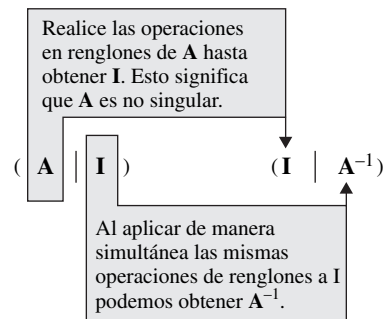 Realice las operaciones
en renglones de A hasta
obtener I. Esto significa
que A es no singular.
( A | I ) ( I | A⁻¹)
Al aplicar de manera
simultánea las mismas
operaciones de renglones a I
podemos obtener A⁻¹.